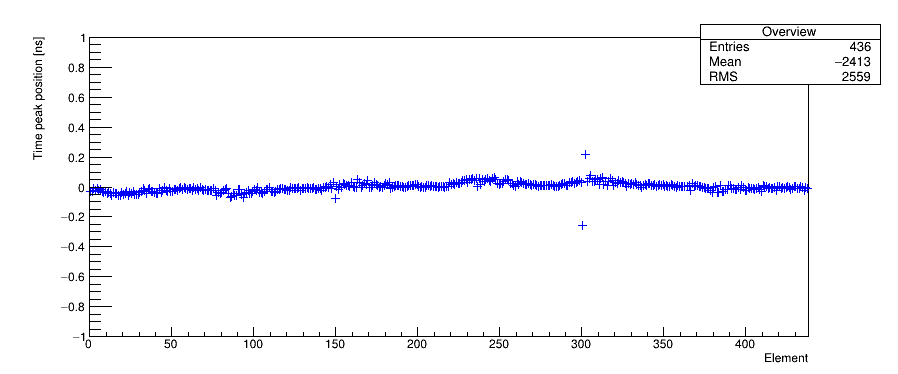 Overview
Entries 436
Mean −2413
RMS 2559
Time peak position [ns]
1
0.8
0.6
0.4
0.2
0
−0.2
−0.4
−0.6
−0.8
−1
0 50 100 150 200 250 300 350 400
Element